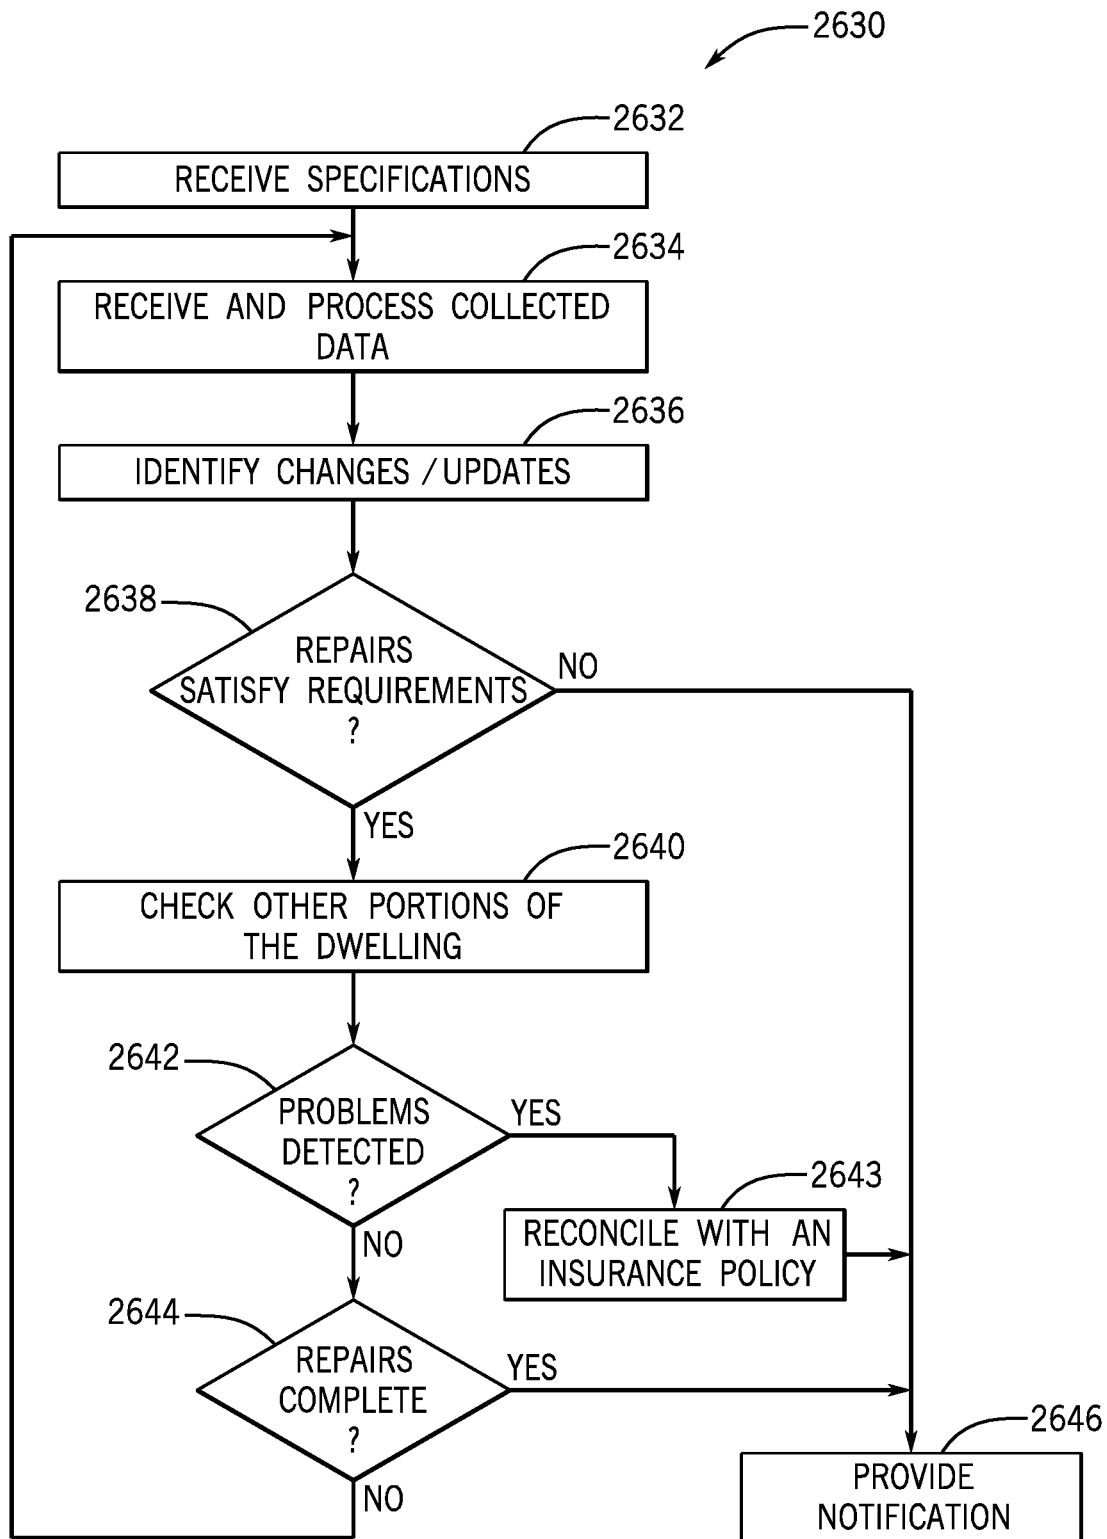 2630
2632
RECEIVE SPECIFICATIONS
2634
RECEIVE AND PROCESS COLLECTED
DATA
2636
IDENTIFY CHANGES / UPDATES
2638
REPAIRS
SATISFY REQUIREMENTS
?
NO
YES
2640
CHECK OTHER PORTIONS OF
THE DWELLING
2642
PROBLEMS
DETECTED
?
YES
NO
2643
RECONCILE WITH AN
INSURANCE POLICY
2644
REPAIRS
COMPLETE
?
YES
NO
2646
PROVIDE
NOTIFICATION